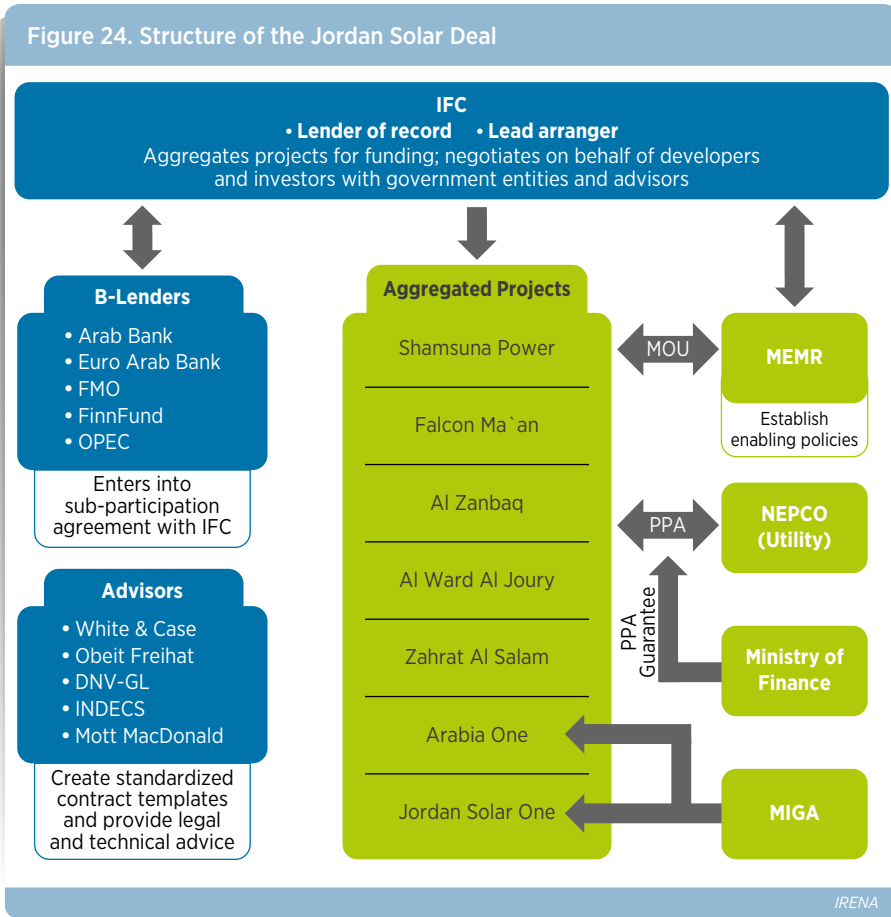 Figure 24. Structure of the Jordan Solar Deal
IFC
• Lender of record • Lead arranger
Aggregates projects for funding; negotiates on behalf of developers
and investors with government entities and advisors
B-Lenders
• Arab Bank
• Euro Arab Bank
• FMO
• FinnFund
• OPEC
Enters into
sub-participation
agreement with IFC
Advisors
• White & Case
• Obeit Freihat
• DNV-GL
• INDECS
• Mott MacDonald
Create standardized
contract templates
and provide legal
and technical advice
Aggregated Projects
Shamsuna Power
Falcon Ma`an
Al Zanbaq
Al Ward Al Joury
Zahrat Al Salam
Arabia One
Jordan Solar One
MOU
PPA
PPA
Guarantee
MEMR
Establish
enabling policies
NEPCO
(Utility)
Ministry of
Finance
MIGA
IRENA